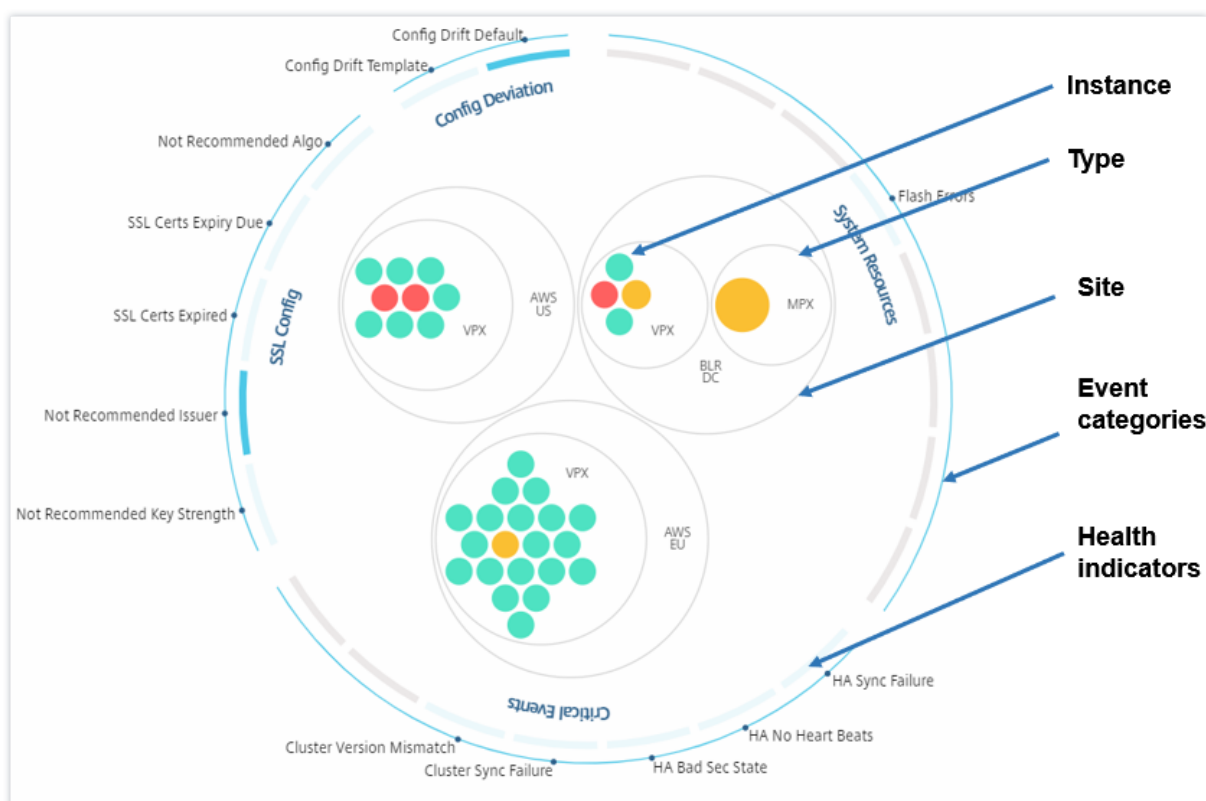 Config Drift Default
Config Drift Template
Config Deviation
Not Recommended Algo
SSL Certs Expiry Due
SSL Certs Expired
SSL Config
Not Recommended Issuer
Not Recommended Key Strength
AWS
US
VPX
VPX
MPX
BLR
DC
Flash Errors
System Resources
VPX
AWS
EU
Critical Events
Cluster Version Mismatch
Cluster Sync Failure
HA Bad Sec State
HA No Heart Beats
HA Sync Failure
Instance
Type
Site
Event
categories
Health
indicators